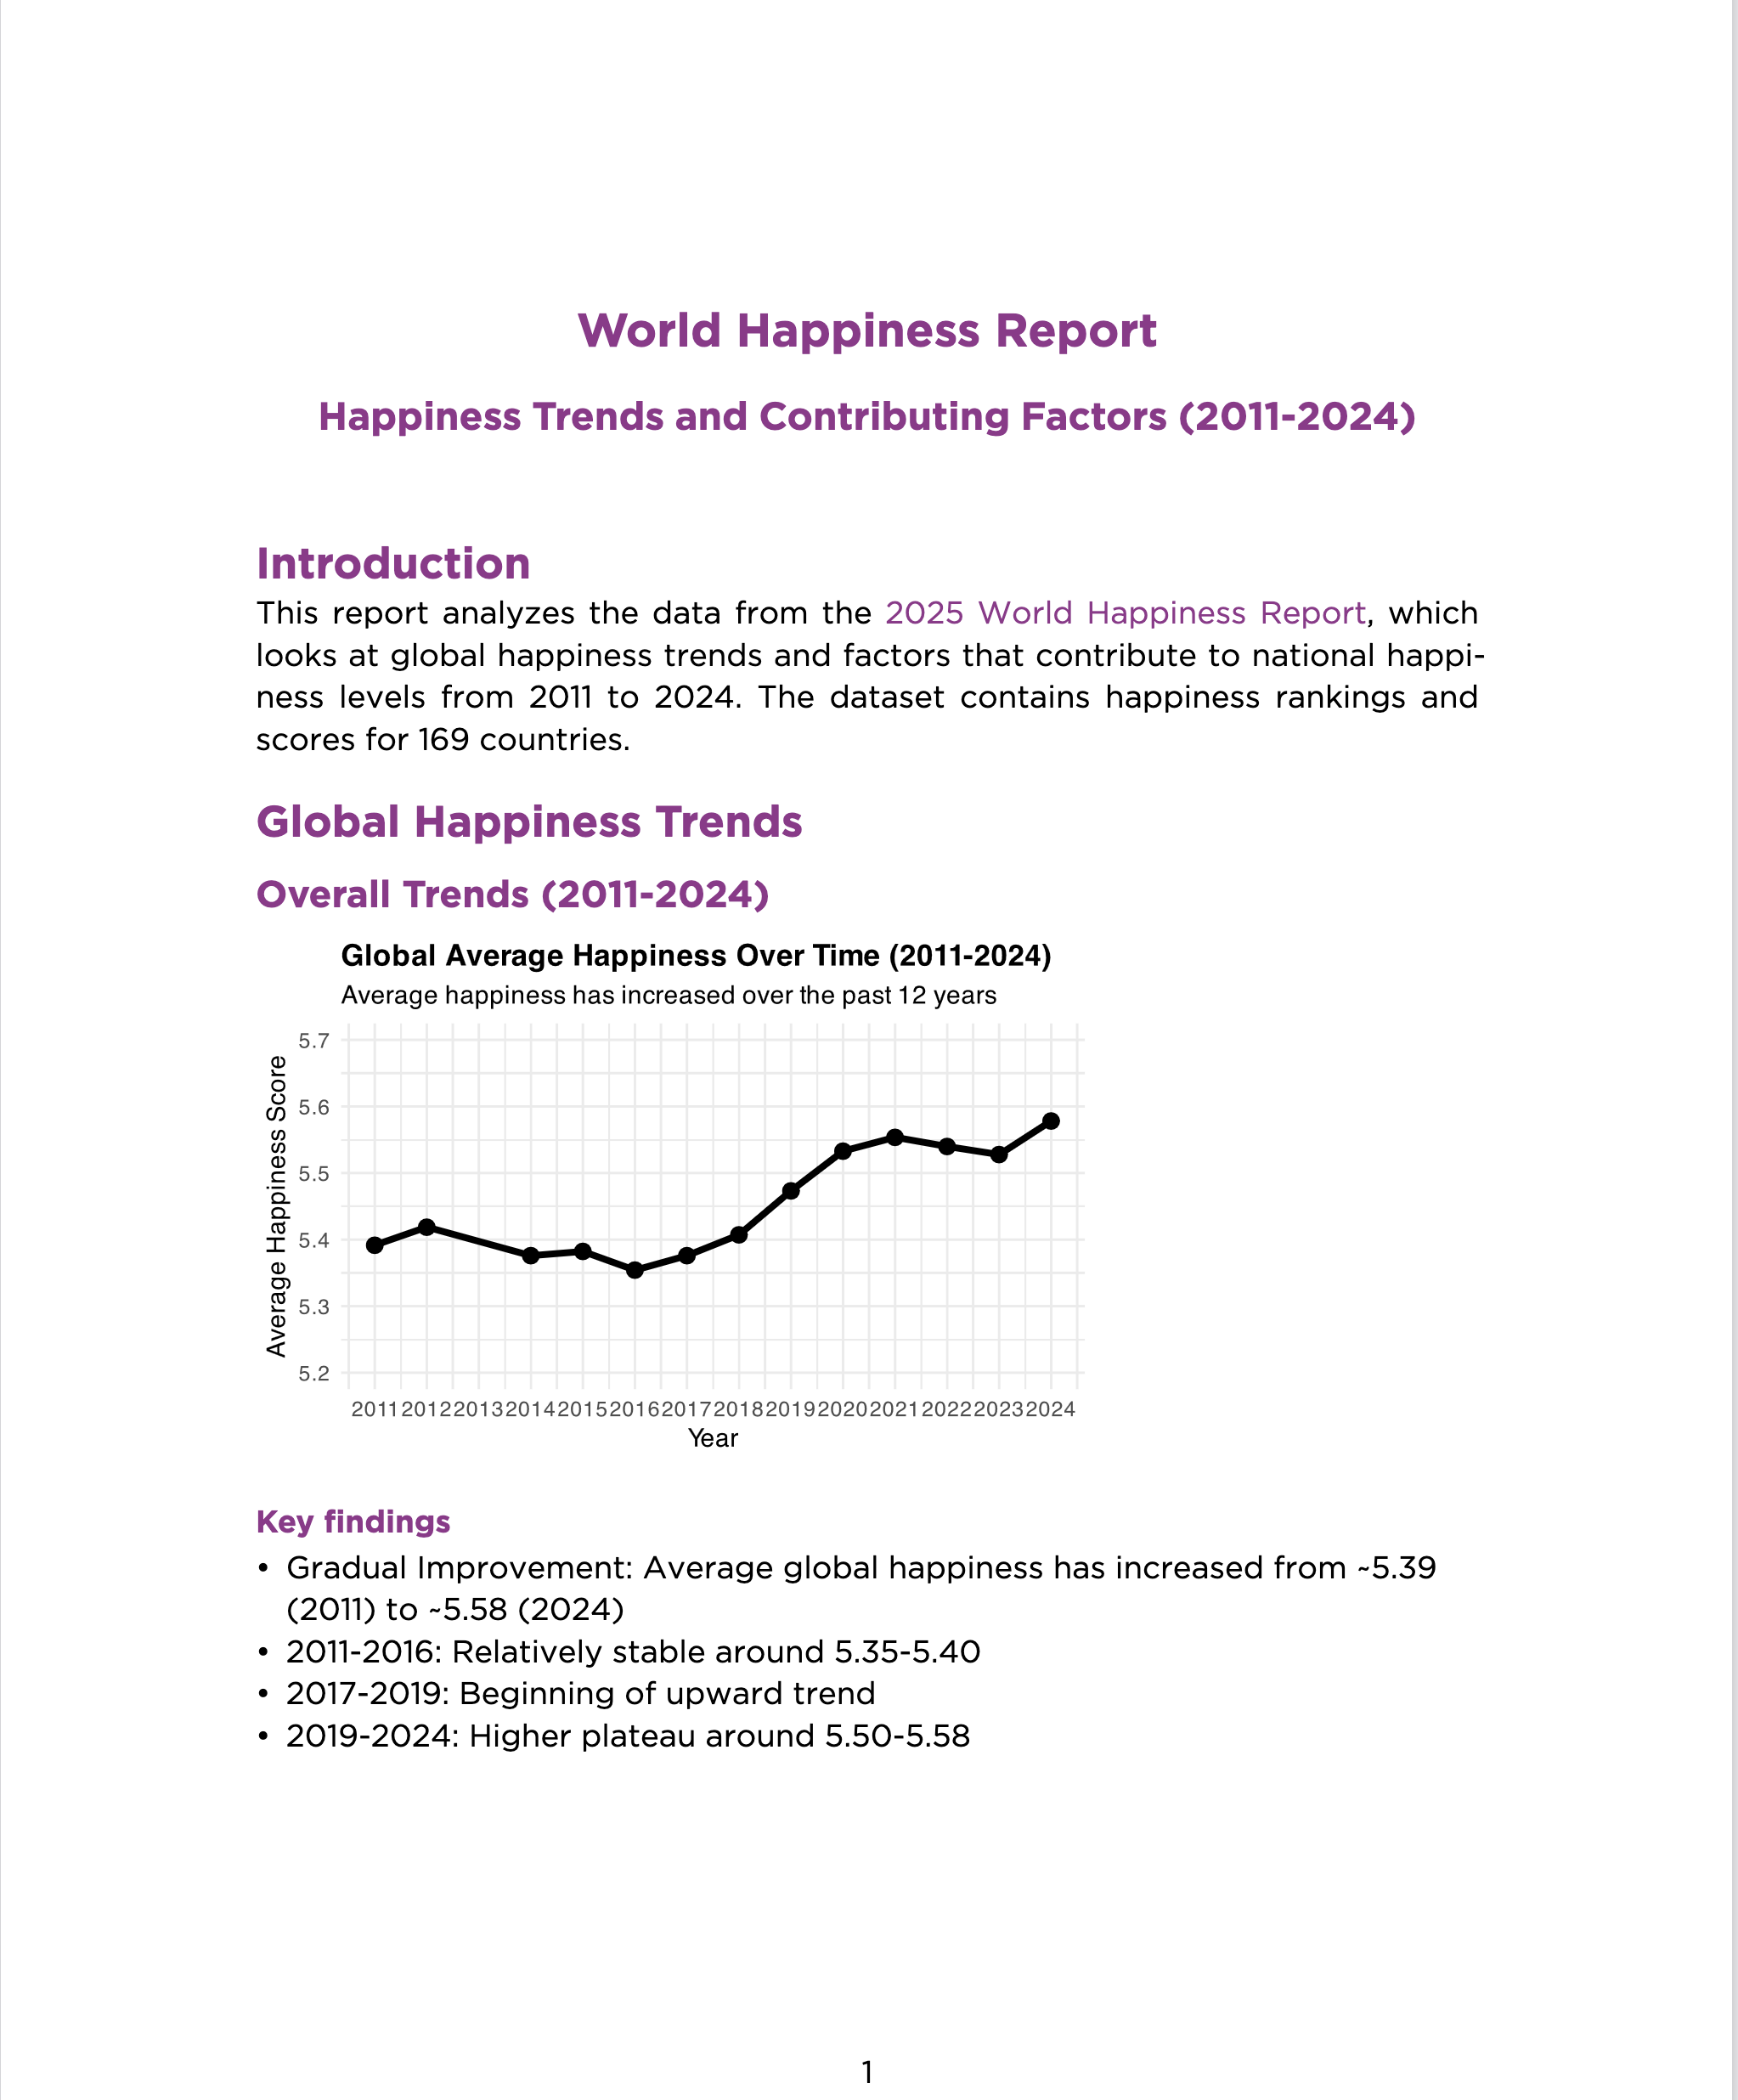 World Happiness Report
Happiness Trends and Contributing Factors (2011-2024)
Introduction
This report analyzes the data from the 2025 World Happiness Report, which
looks at global happiness trends and factors that contribute to national happi-
ness levels from 2011 to 2024. The dataset contains happiness rankings and
scores for 169 countries.
Global Happiness Trends
Overall Trends (2011-2024)
Global Average Happiness Over Time (2011-2024)
Average happiness has increased over the past 12 years
Average Happiness Score
5.7
5.6
5.5
5.4
5.3
5.2
2011 2012 2013 2014 2015 2016 2017 2018 2019 2020 2021 2022 2023 2024
Year
Key findings
• Gradual Improvement: Average global happiness has increased from ~5.39
(2011) to ~5.58 (2024)
• 2011-2016: Relatively stable around 5.35-5.40
• 2017-2019: Beginning of upward trend
• 2019-2024: Higher plateau around 5.50-5.58
1